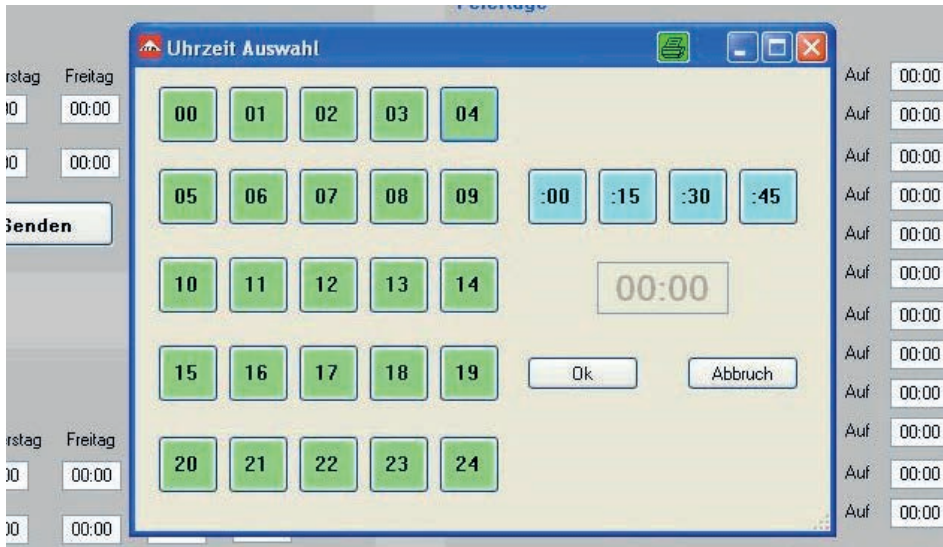 Feiertage
Uhrzeit Auswahl
rstag Freitag
00:00
00:00
Senden
00 01 02 03 04
05 06 07 08 09
:00 :15 :30 :45
10 11 12 13 14
00:00
15 16 17 18 19
Ok Abbruch
20 21 22 23 24
rstag Freitag
00:00
00:00
Auf 00:00
Auf 00:00
Auf 00:00
Auf 00:00
Auf 00:00
Auf 00:00
Auf 00:00
Auf 00:00
Auf 00:00
Auf 00:00
Auf 00:00
Auf 00:00